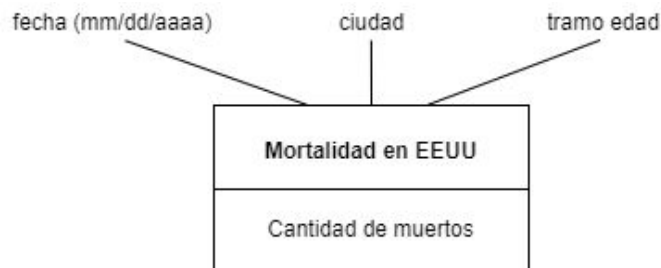 fecha (mm/dd/aaaa) ciudad tramo edad
Mortalidad en EEUU
Cantidad de muertos